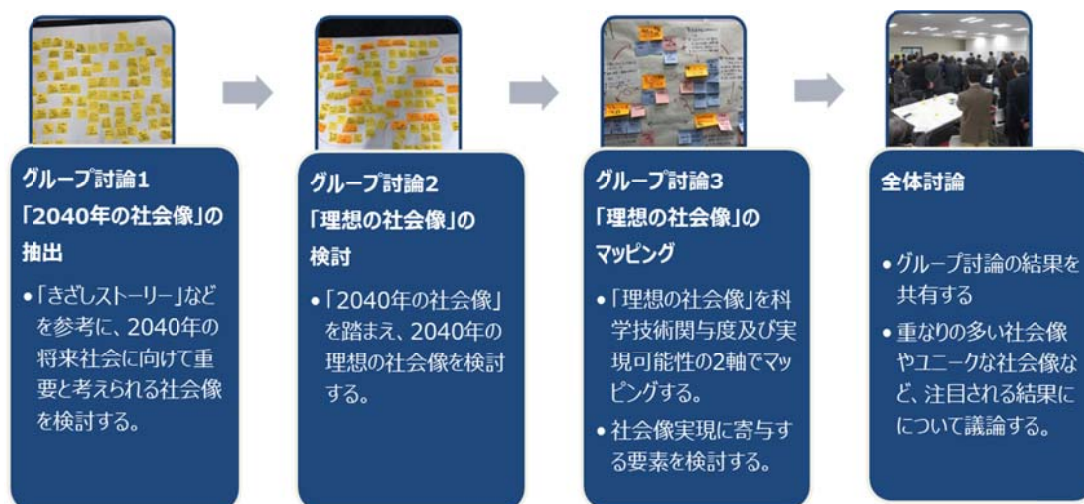 グループ討論1
「2040年の社会像」の
抽出
•「きざしストーリー」など
を参考に、2040年の
将来社会に向けて重
要と考えられる社会像
を検討する。
グループ討論2
「理想の社会像」の
検討
•「2040年の社会像」
を踏まえ、2040年の
理想の社会像を検討
する。
グループ討論3
「理想の社会像」の
マッピング
•「理想の社会像」を科
学技術関与度及び実
現可能性の2軸でマッ
ピングする。
•社会像実現に寄与す
る要素を検討する。
全体討論
•グループ討論の結果を
共有する
•重なりの多い社会像
やユニークな社会像な
ど、注目される結果に
について議論する。